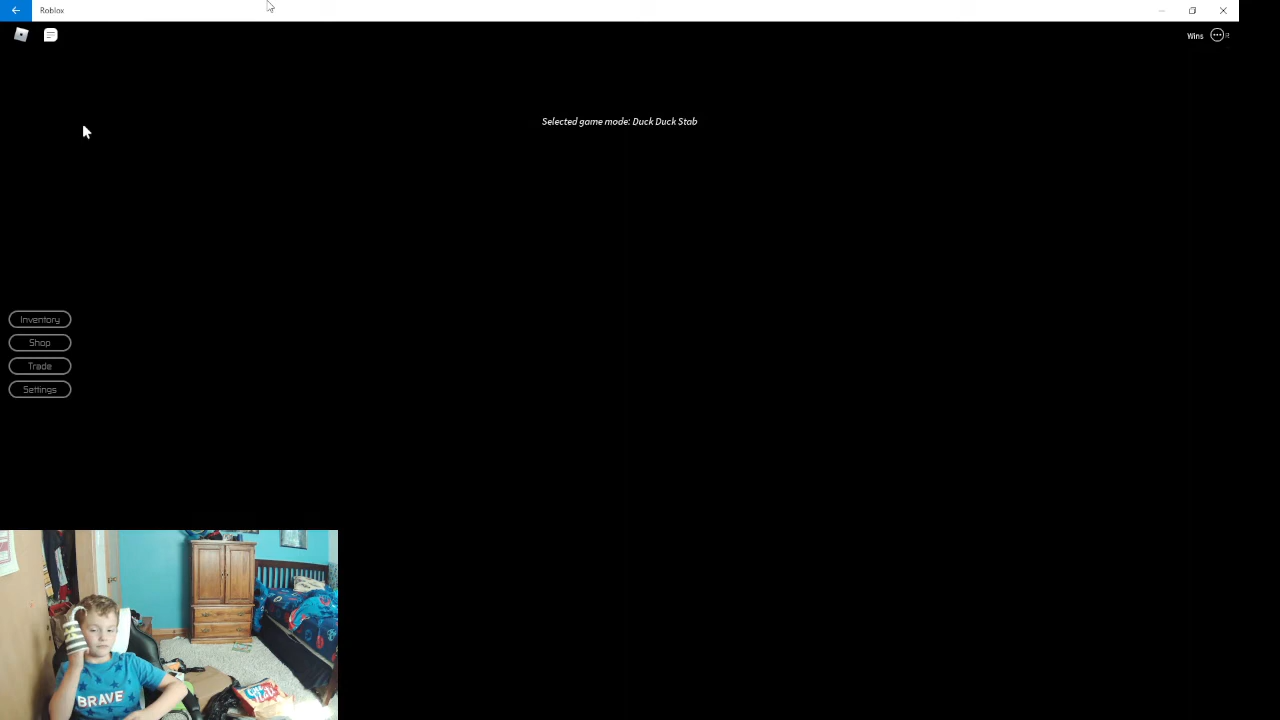 Roblox
Wins
Selected game mode: Duck Duck Stab
Inventory
Shop
Trade
Settings
BRAVE